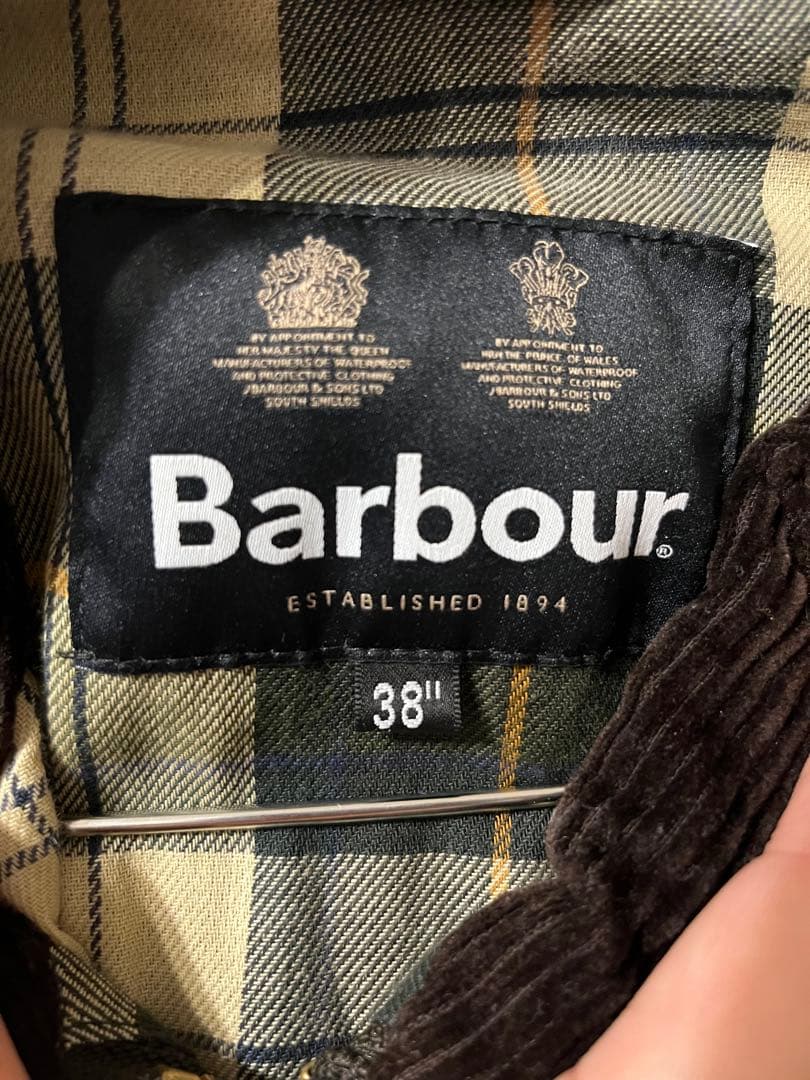 BY APPOINTMENT TO
HER MAJESTY THE QUEEN
MANUFACTURERS OF WATERPROOF
AND PROTECTIVE CLOTHING
J BARBOUR & SONS LTD
SOUTH SHIELDS
BY APPOINTMENT TO
HRH THE PRINCE OF WALES
MANUFACTURERS OF WATERPROOF
AND PROTECTIVE CLOTHING
J BARBOUR & SONS LTD
SOUTH SHIELDS
Barbour®
ESTABLISHED 1894
38"